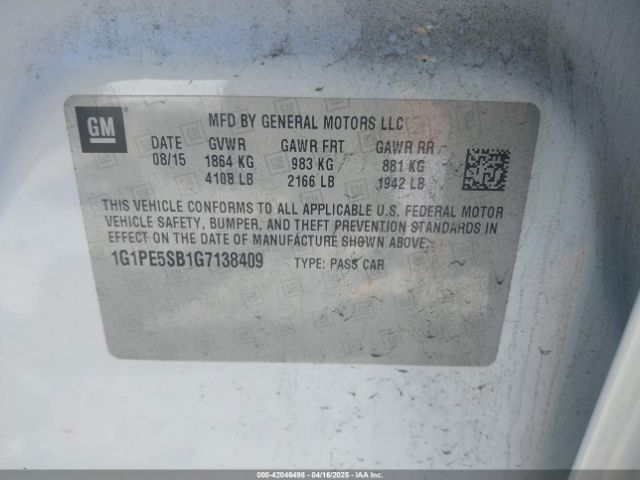 GM
MFD BY GENERAL MOTORS LLC
DATE GVWR GAWR FRT GAWR RR
08/15 1864 KG 983 KG 881 KG
4108 LB 2166 LB 1942 LB
THIS VEHICLE CONFORMS TO ALL APPLICABLE U.S. FEDERAL MOTOR
VEHICLE SAFETY, BUMPER, AND THEFT PREVENTION STANDARDS IN
EFFECT ON THE DATE OF MANUFACTURE SHOWN ABOVE.
1G1PE5SB1G7138409 TYPE: PASS CAR
000-42046498 - 04/16/2025 - IAAI.COM